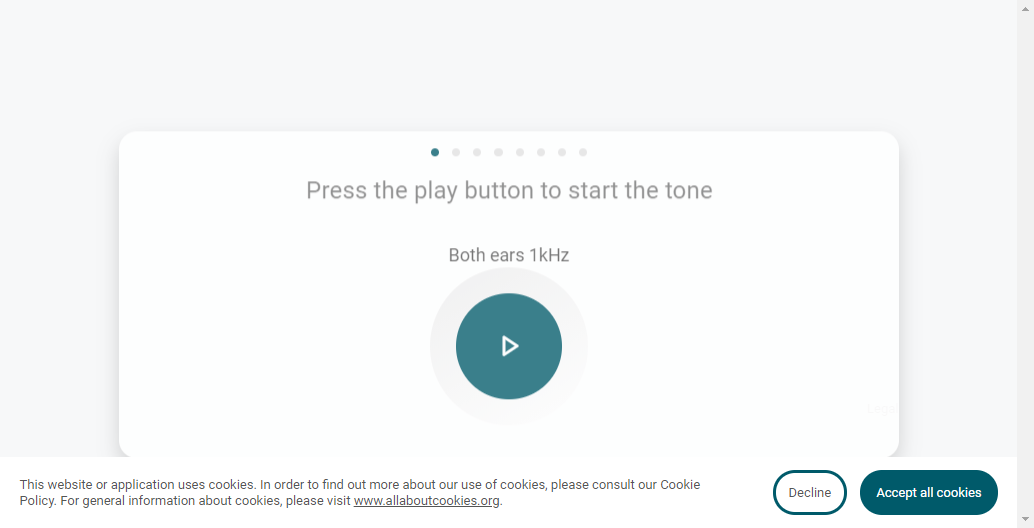 Press the play button to start the tone
Both ears 1kHz
This website or application uses cookies. In order to find out more about our use of cookies, please consult our Cookie
Policy. For general information about cookies, please visit www.allaboutcookies.org.
Decline
Accept all cookies